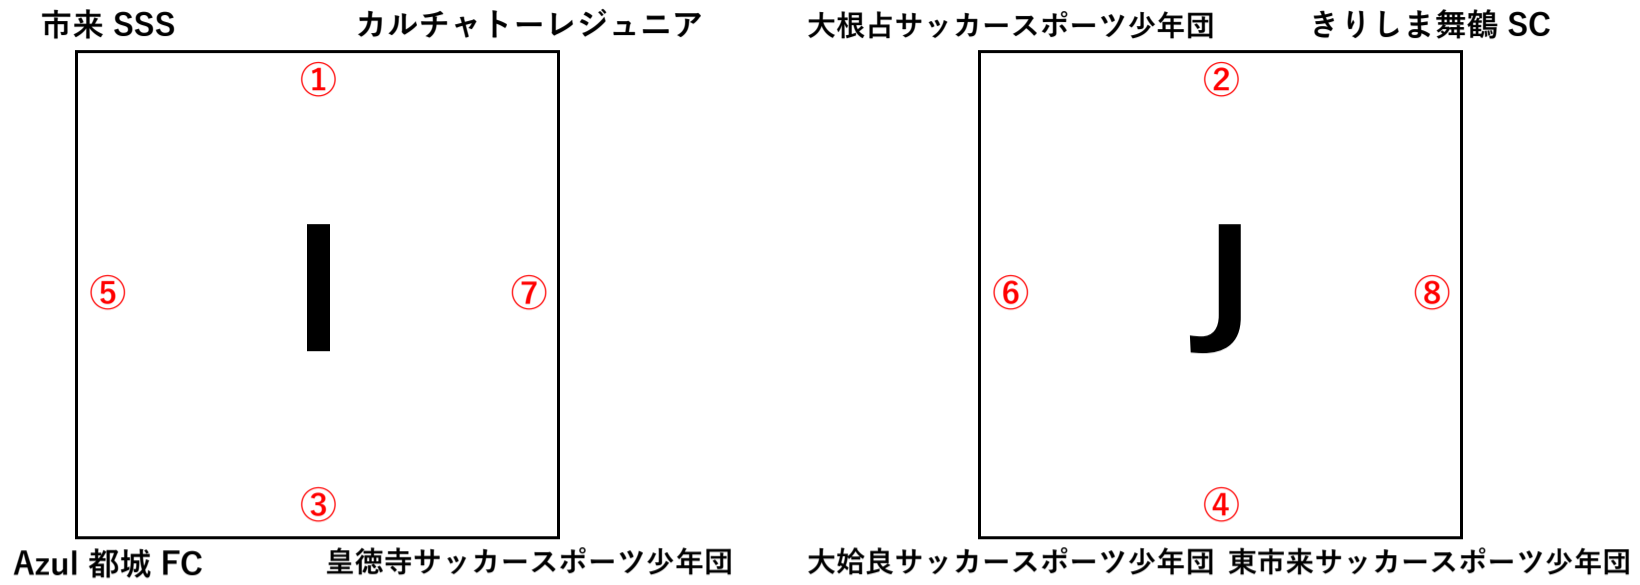 市来 SSS カルチャトーレジュニア 大根占サッカースポーツ少年団 きりしま舞鶴 SC
① ②
I J
⑤ ⑦ ⑥ ⑧
③ ④
Azul 都城 FC 皇徳寺サッカースポーツ少年団 大姶良サッカースポーツ少年団 東市来サッカースポーツ少年団